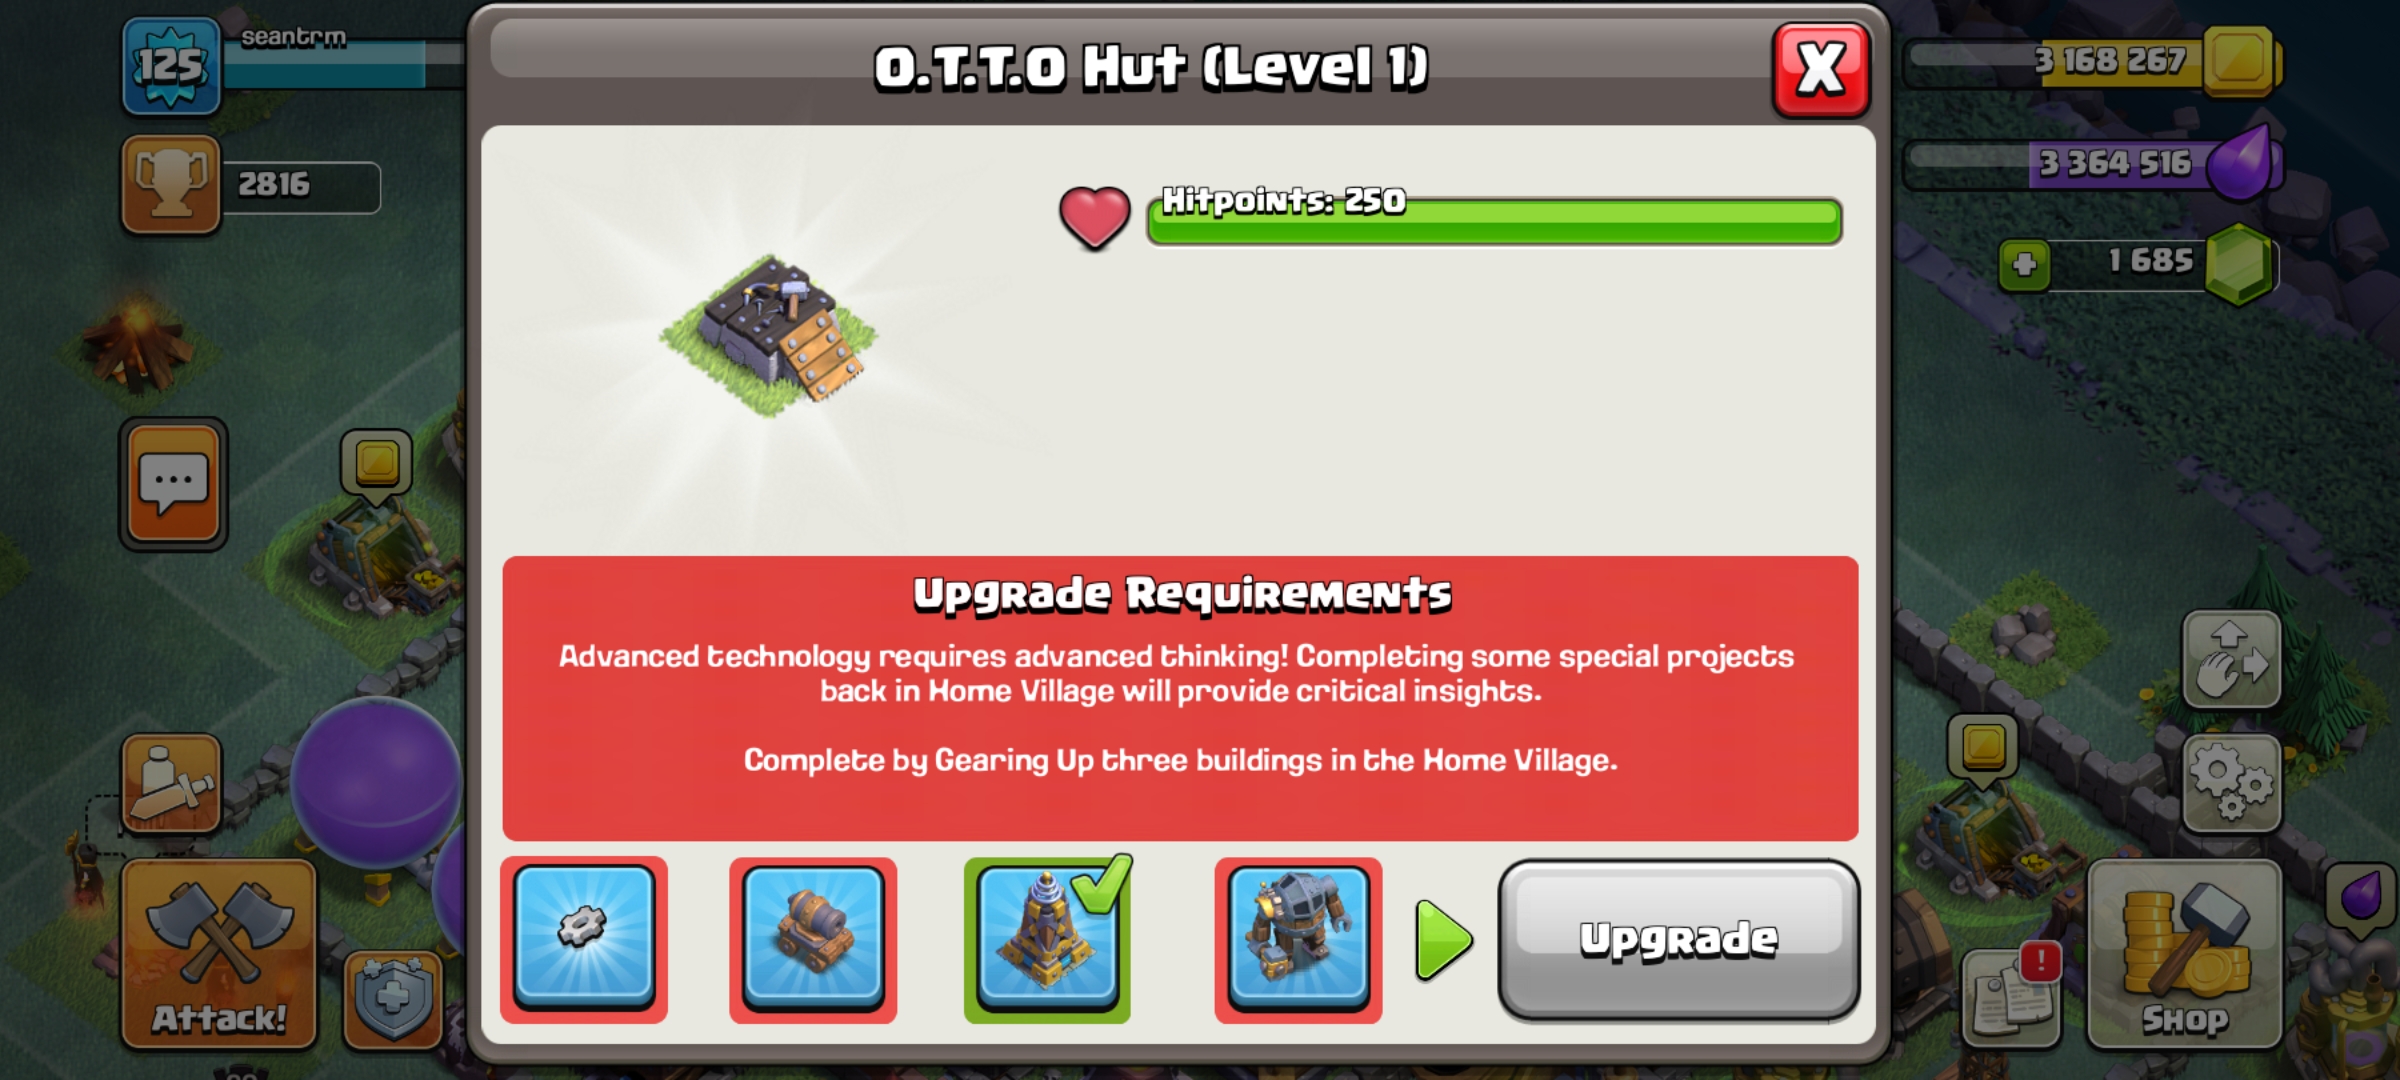 125
seantrm
2816
O.T.T.O Hut (Level 1)
X
3 168 267
3 364 516
1 685
Hitpoints: 250
Upgrade Requirements
Advanced technology requires advanced thinking! Completing some special projects
back in Home Village will provide critical insights.
Complete by Gearing Up three buildings in the Home Village.
Upgrade
Attack!
!
Shop